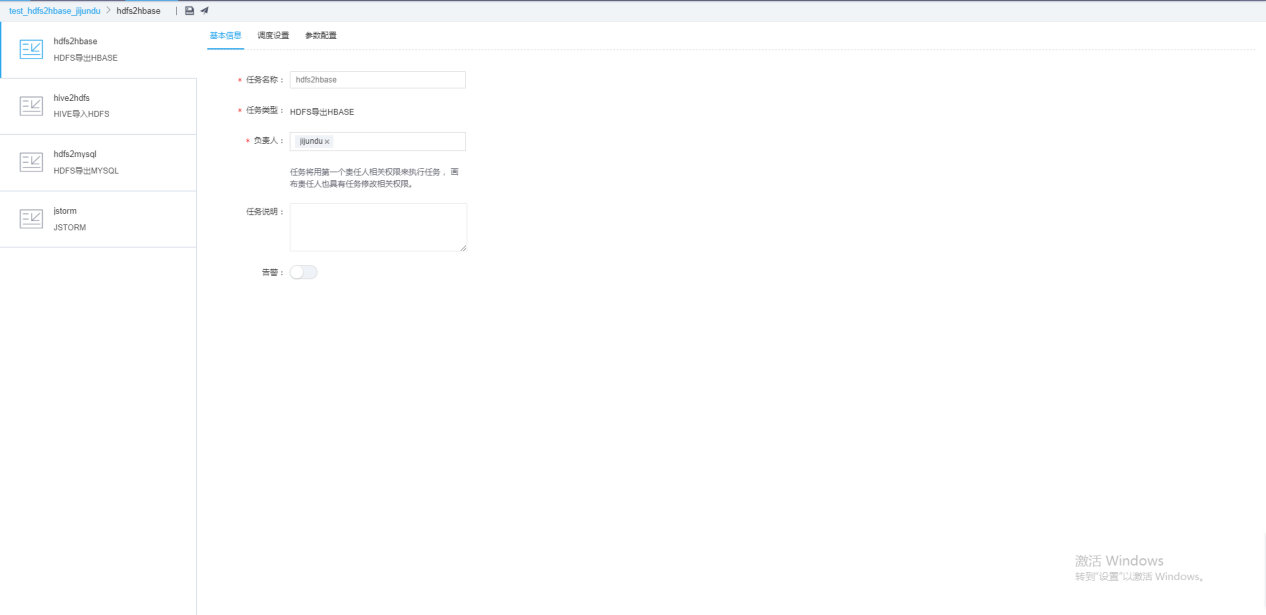 test_hdfs2hbase_jijundu > hdfs2hbase
hdfs2hbase
HDFS导出HBASE
hive2hdfs
HIVE导入HDFS
hdfs2mysql
HDFS导出MYSQL
jstorm
JSTORM
基本信息 调度设置 参数配置
* 任务名称： hdfs2hbase
* 任务类型： HDFS导出HBASE
* 负责人： jijundu ×
任务将用第一个责任人相关权限来执行任务， 画
布责任人也具有任务修改相关权限。
任务说明：
告警：
激活 Windows
转到"设置"以激活 Windows。